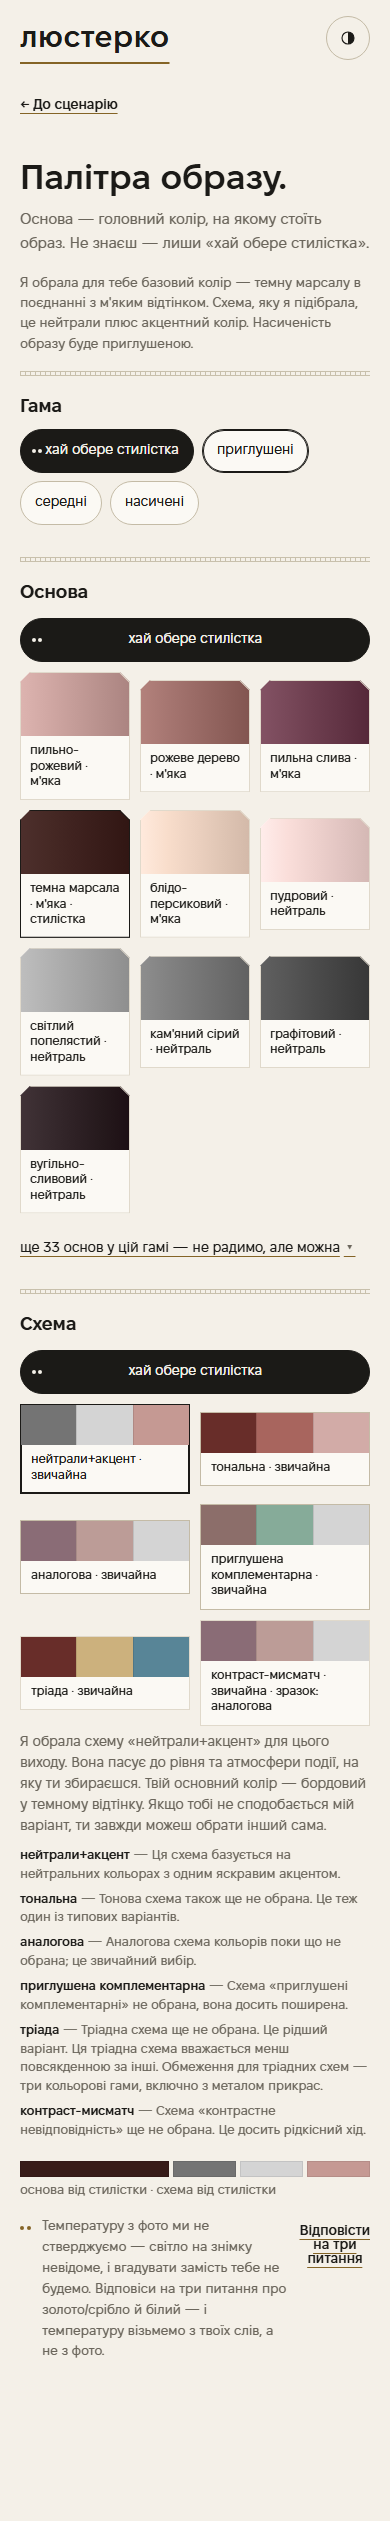 люстерко
← До сценарію
Палітра образу.
Основа — головний колір, на якому стоїть
образ. Не знаєш — лиши «хай обере стилістка».
Я обрала для тебе базовий колір — темну марсалу в
поєднанні з м'яким відтінком. Схема, яку я підібрала,
це нейтрали плюс акцентний колір. Насиченість
образу буде приглушеною.
Гама
хай обере стилістка
приглушені
середні
насичені
Основа
хай обере стилістка
пильно-
рожевий ·
м'яка
рожеве дерево
· м'яка
пильна слива ·
м'яка
темна марсала
· м'яка ·
стилістка
блідо-
персиковий ·
м'яка
пудровий ·
нейтраль
світлий
попелястий ·
нейтраль
кам'яний сірий
· нейтраль
графітовий ·
нейтраль
вугільно-
сливовий ·
нейтраль
ще 33 основ у цій гамі — не радимо, але можна ▾
Схема
хай обере стилістка
нейтрали+акцент ·
звичайна
тональна · звичайна
аналогова · звичайна
приглушена
комплементарна ·
звичайна
тріада · звичайна
контраст-мисматч ·
звичайна · зразок:
аналогова
Я обрала схему «нейтрали+акцент» для цього
виходу. Вона пасує до рівня та атмосфери події, на
яку ти збираєшся. Твій основний колір — бордовий
у темному відтінку. Якщо тобі не сподобається мій
варіант, ти завжди можеш обрати інший сама.
нейтрали+акцент — Ця схема базується на
нейтральних кольорах з одним яскравим акцентом.
тональна — Тонова схема також ще не обрана. Це теж
один із типових варіантів.
аналогова — Аналогова схема кольорів поки що не
обрана; це звичайний вибір.
приглушена комплементарна — Схема «приглушені
комплементарні» не обрана, вона досить поширена.
тріада — Тріадна схема ще не обрана. Це рідший
варіант. Ця тріадна схема вважається менш
повсякденною за інші. Обмеження для тріадних схем —
три кольорові гами, включно з металом прикрас.
контраст-мисматч — Схема «контрастне
невідповідність» ще не обрана. Це досить рідкісний хід.
основа від стилістки · схема від стилістки
Температуру з фото ми не
стверджуємо — світло на знімку
невідоме, і вгадувати замість тебе не
будемо. Відповіси на три питання про
золото/срібло й білий — і
температуру візьмемо з твоїх слів, а
не з фото.
Відповісти
на три
питання